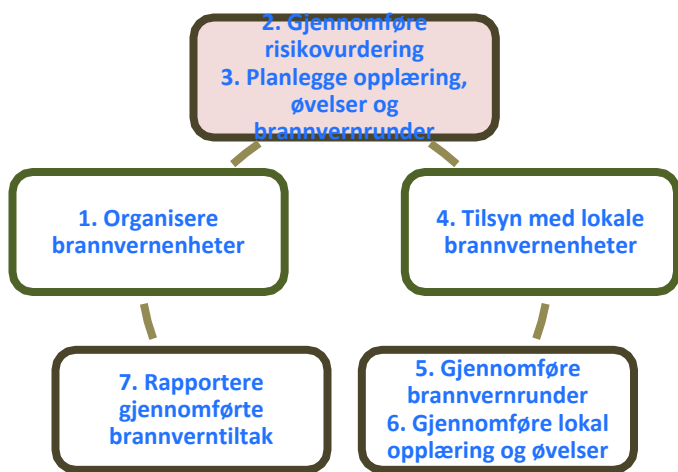 2. Gjennomføre
risikovurdering
3. Planlegge opplæring,
øvelser og
brannvernrunder
1. Organisere
brannvernenheter
4. Tilsyn med lokale
brannvernenheter
7. Rapportere
gjennomførte
brannverntiltak
5. Gjennomføre
brannvernrunder
6. Gjennomføre lokal
opplæring og øvelser